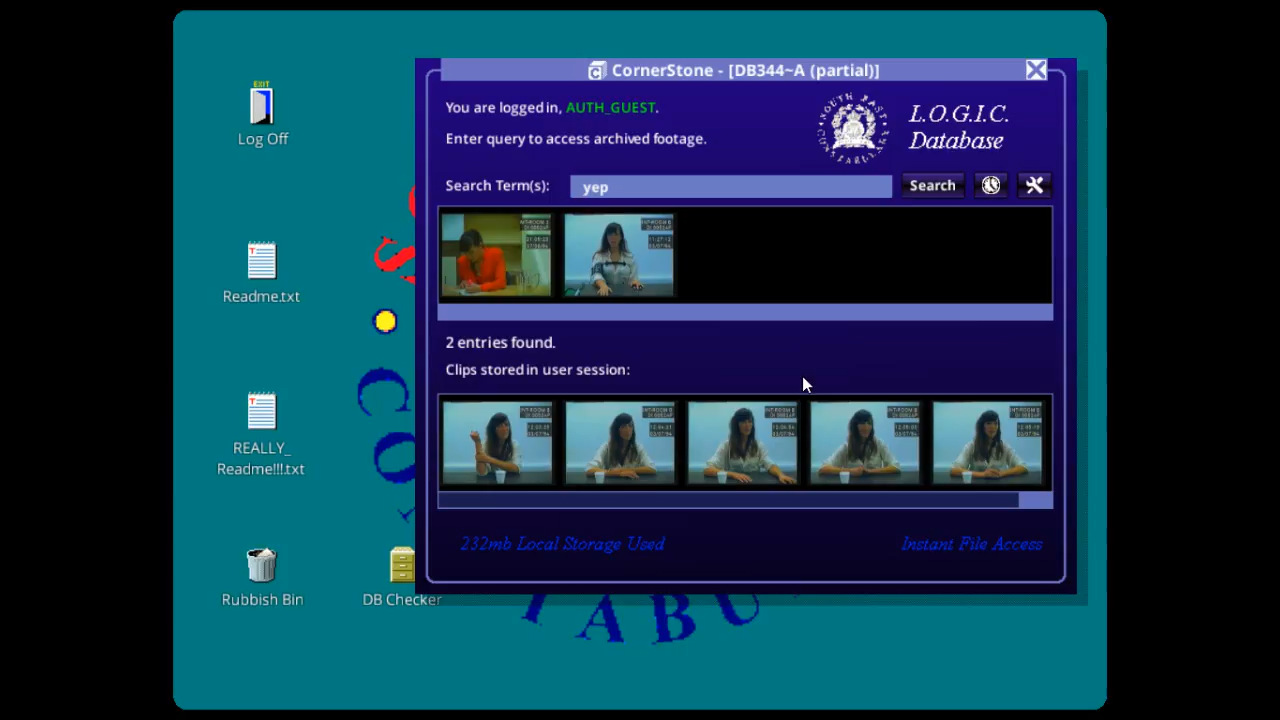 CornerStone - [DB344~A (partial)]
You are logged in, AUTH_GUEST.
Enter query to access archived footage.
L.O.G.I.C.
Database
Search Term(s):
yep
Search
2 entries found.
Clips stored in user session:
232mb Local Storage Used
Instant File Access
EXIT
Log Off
Readme.txt
REALLY_
Readme!!!.txt
Rubbish Bin
DB Checker